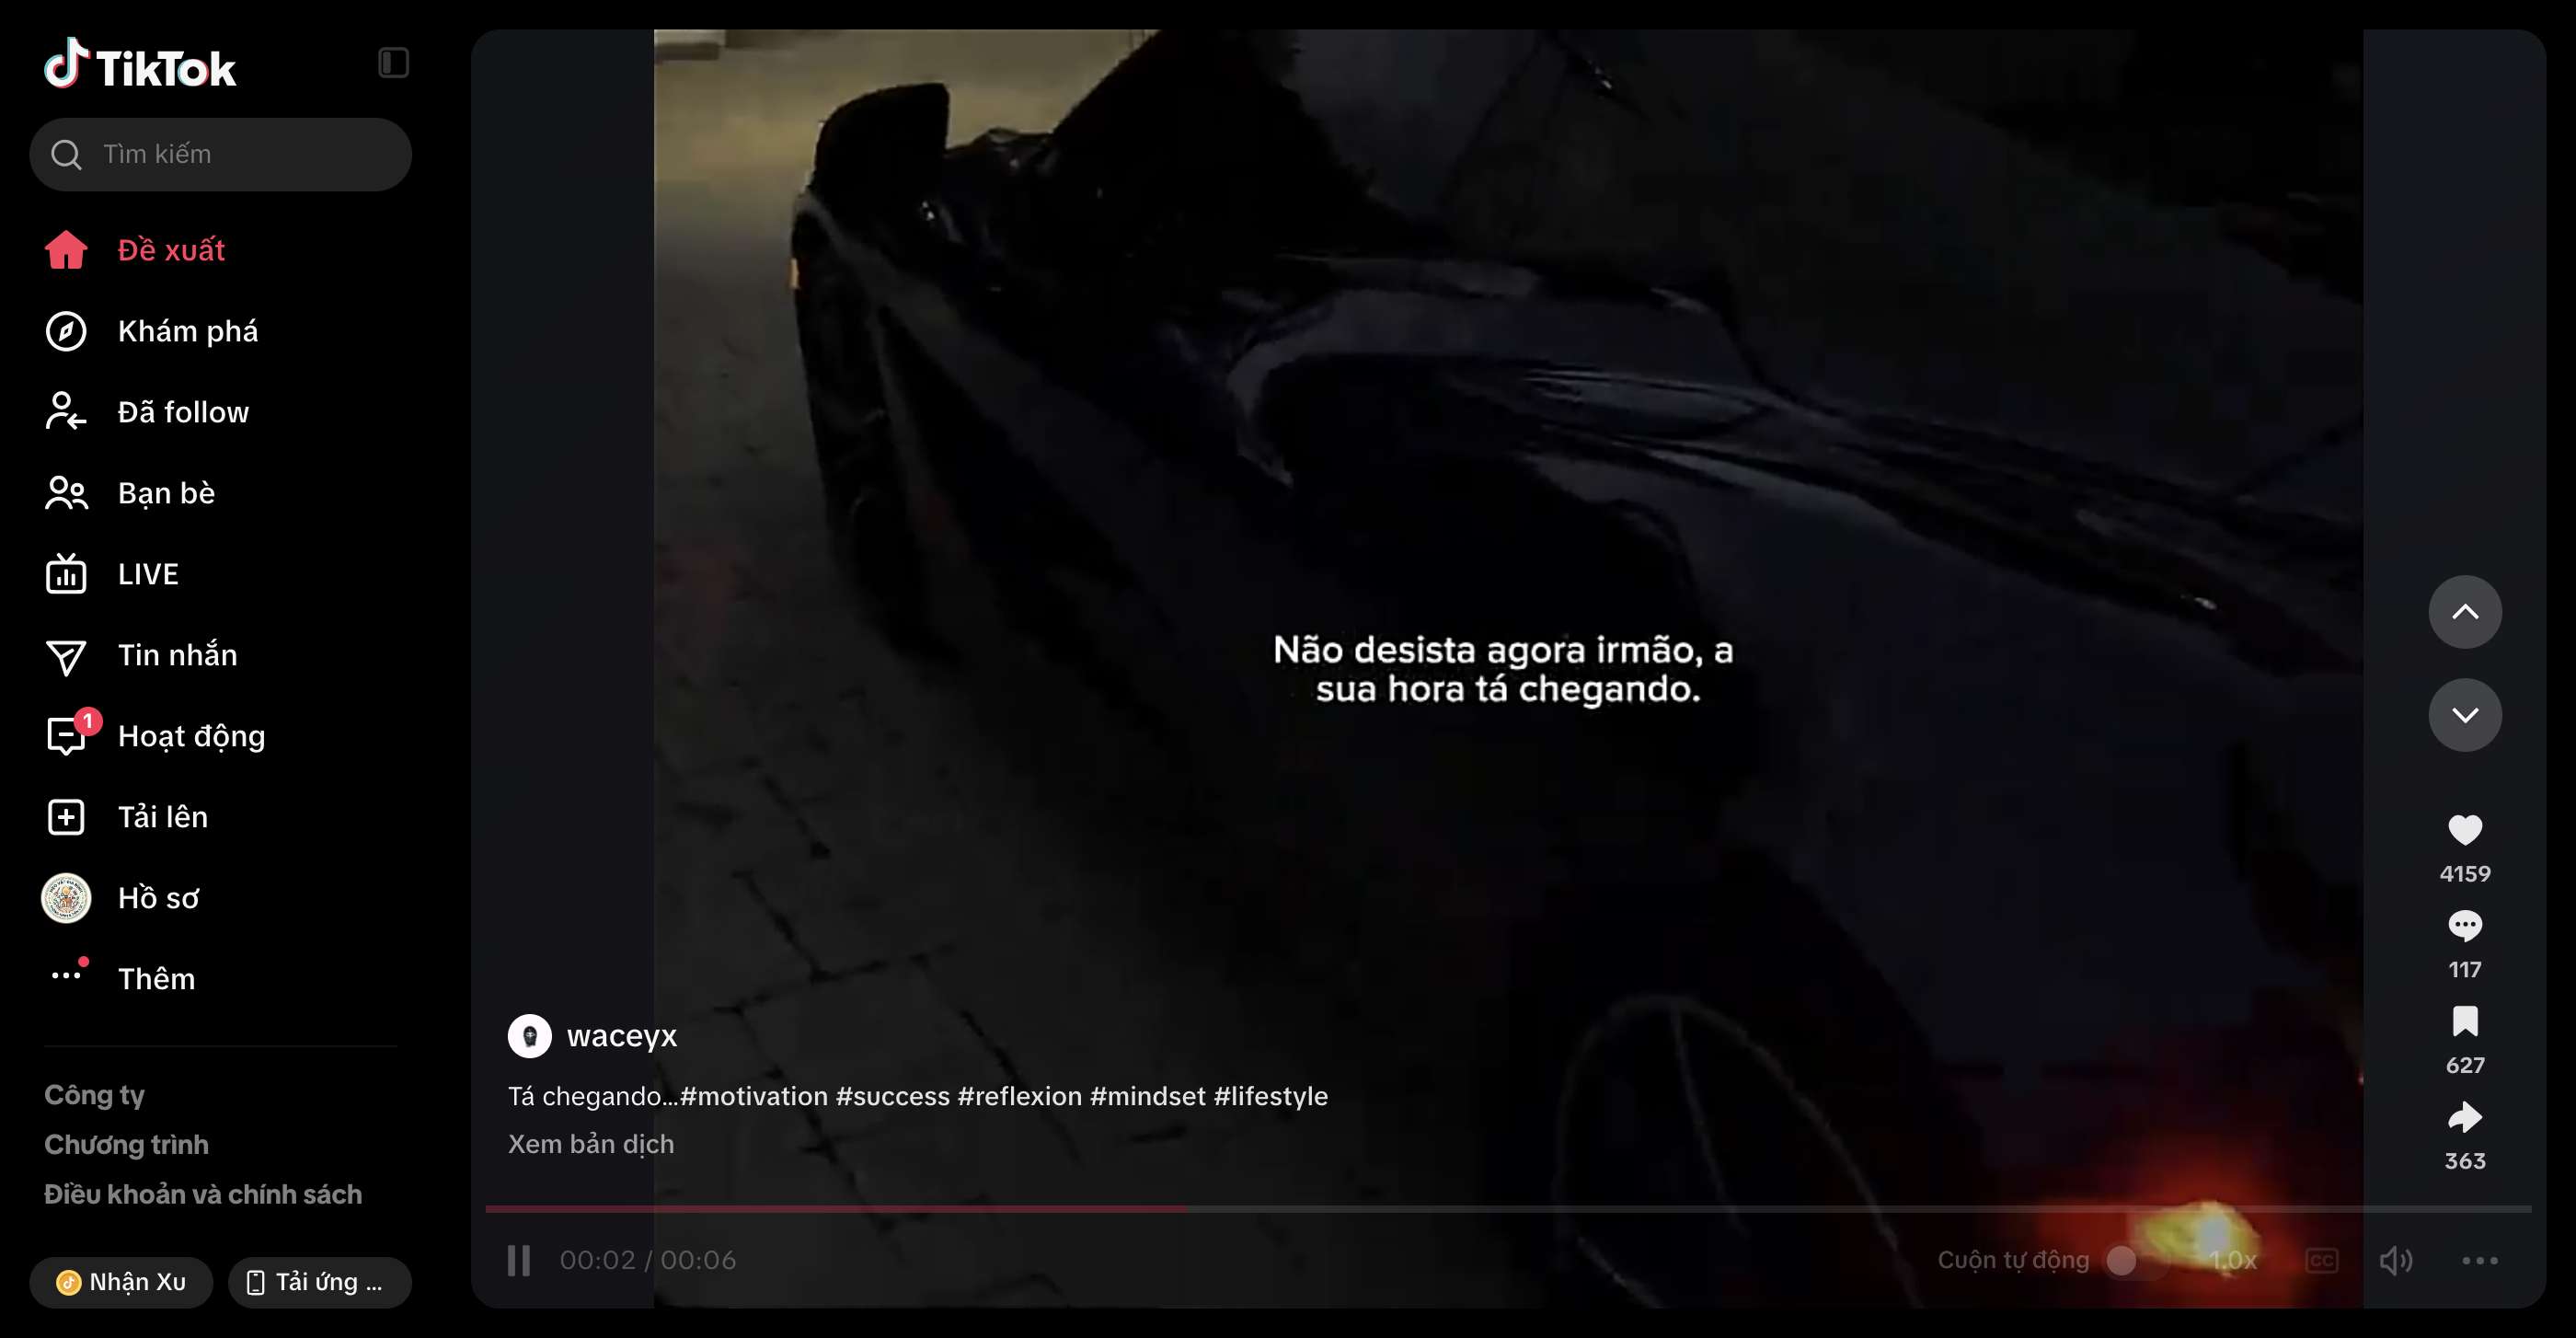 TikTok
Tìm kiếm
Đề xuất
Khám phá
Đã follow
Bạn bè
LIVE
Tin nhắn
1
Hoạt động
Tải lên
Hồ sơ
Thêm
Công ty
Chương trình
Điều khoản và chính sách
Nhận Xu
Tải ứng ...
Não desista agora irmão, a
sua hora tá chegando.
waceyx
Tá chegando...#motivation #success #reflexion #mindset #lifestyle
Xem bản dịch
00:02 / 00:06
Cuộn tự động
1.0x
CC
4159
117
627
363